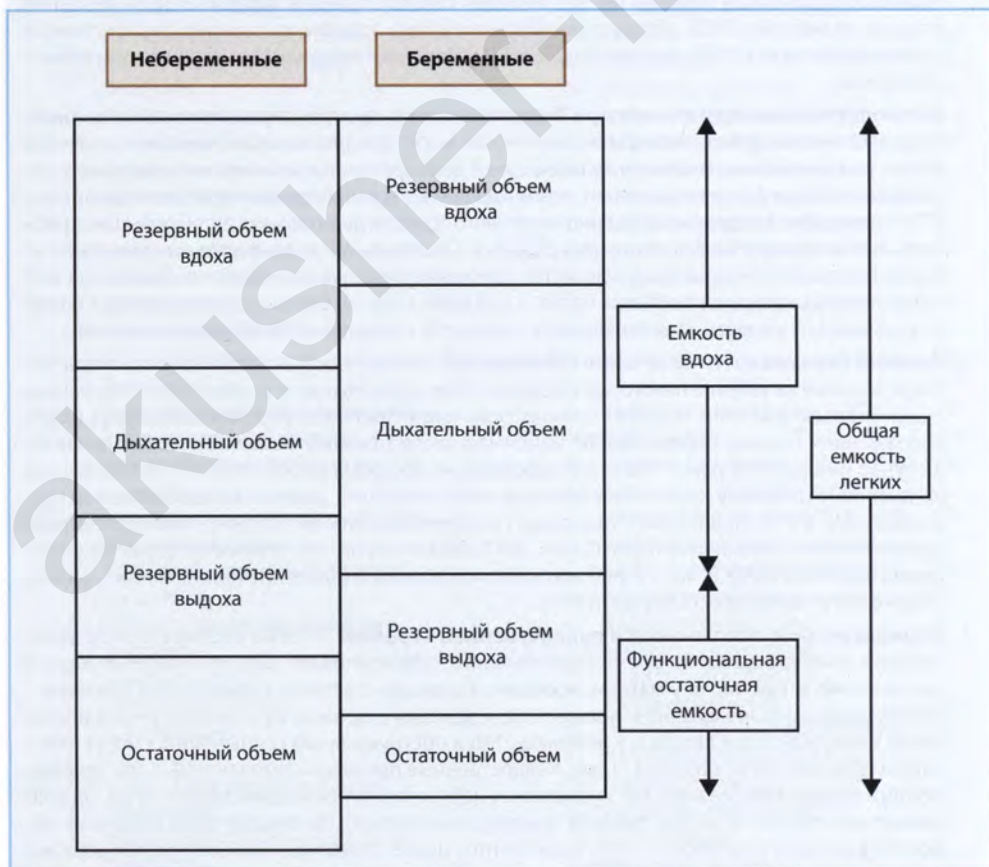 Небеременные
Беременные
Резервный объем
вдоха
Резервный объем
вдоха
Емкость
вдоха
Дыхательный объем
Дыхательный объем
Общая
емкость
легких
Резервный объем
выдоха
Резервный объем
выдоха
Функциональная
остаточная
емкость
Остаточный объем
Остаточный объем